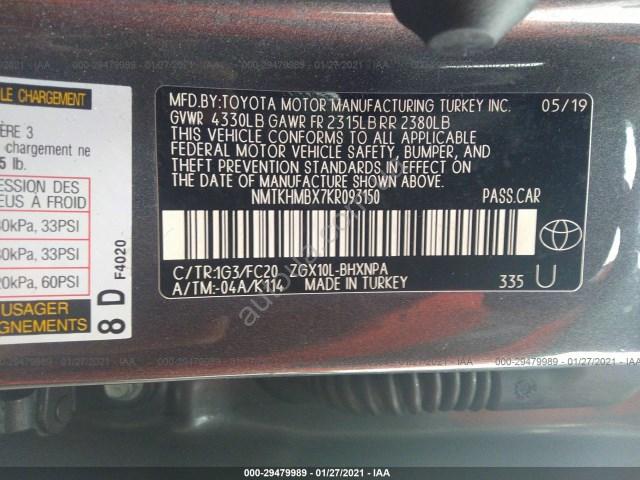 000-29479989 | 01/27/2021 | IAA
LE CHARGEMENT
ÈRE 3
chargement ne
5 lb.
ESSION DES
EUS À FROID
30kPa, 33PSI
30kPa, 33PSI
20kPa, 60PSI
USAGER
GNEMENTS
8 D F4020
MFD.BY:TOYOTA MOTOR MANUFACTURING TURKEY INC. 05/19
GVWR 4330LB GAWR FR 2315LB RR 2380LB
THIS VEHICLE CONFORMS TO ALL APPLICABLE
FEDERAL MOTOR VEHICLE SAFETY, BUMPER, AND
THEFT PREVENTION STANDARDS IN EFFECT ON
THE DATE OF MANUFACTURE SHOWN ABOVE.
NMTKHMBX7KR093150 PASS.CAR
C/TR:1G3/FC20 ZGX10L-BHXNPA
A/TM:-04A/K114 MADE IN TURKEY 335 U
000-29479989 | 01/27/2021 | IAA
000-29479989 | 01/27/2021 | IAA